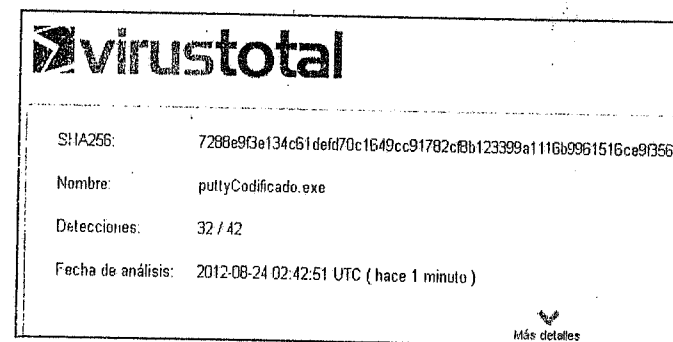 virustotal
SHA256: 7288e9f3e134c61defd70c1649cc91782cf8b123399a1116b9961516ce9f356
Nombre: puttyCodificado.exe
Detecciones: 32 / 42
Fecha de análisis: 2012-08-24 02:42:51 UTC ( hace 1 minuto )
Más detalles